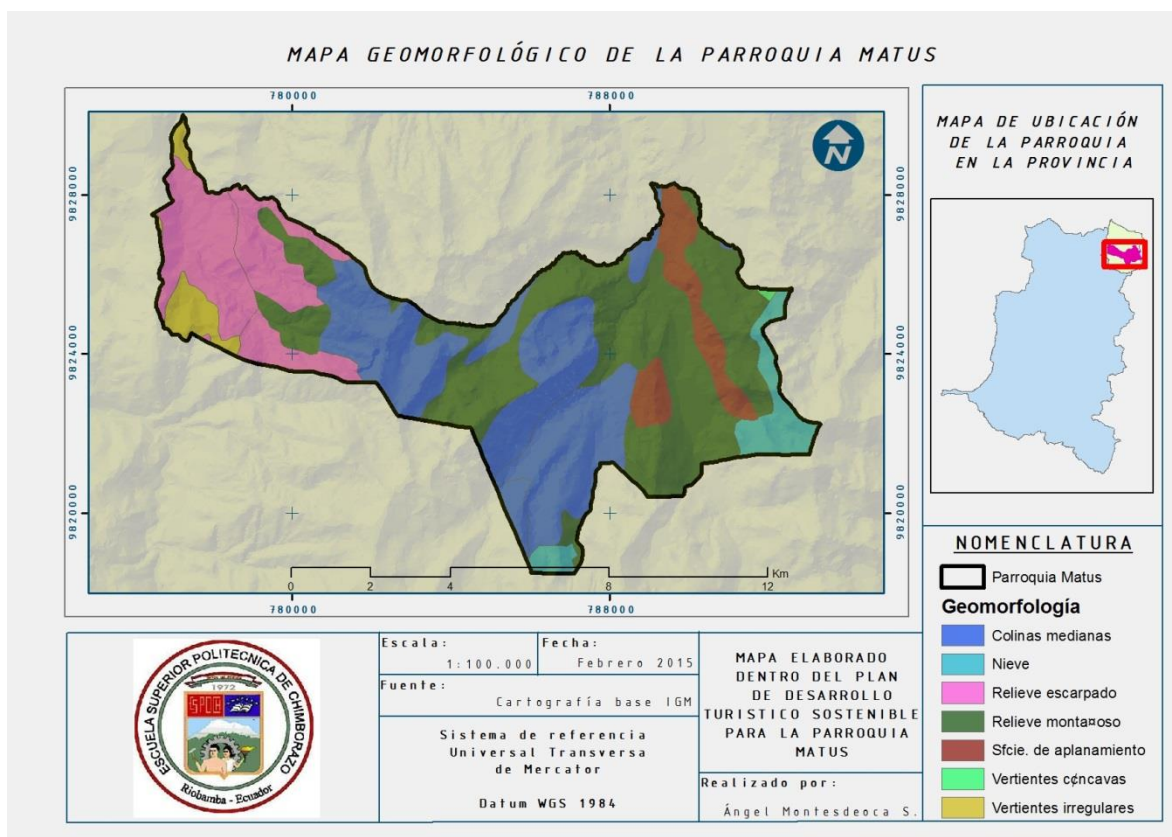 MAPA GEOMORFOLÓGICO DE LA PARROQUIA MATUS
780000
788000
9828000
9828000
9824000
9824000
9820000
9820000
N
0
2
4
8
12
Km
780000
788000
MAPA DE UBICACIÓN
DE LA PARROQUIA
EN LA PROVINCIA
NOMENCLATURA
Parroquia Matus
Geomorfología
Colinas medianas
Nieve
Relieve escarpado
Relieve monta¤oso
Sfcie. de aplanamiento
Vertientes c¢ncavas
Vertientes irregulares
ESCUELA SUPERIOR POLITECNICA DE CHIMBORAZO
1972
Riobamba - Ecuador
Escala:
1:100.000
Fecha:
Febrero 2015
Fuente:
Cartografía base IGM
Sistema de referencia
Universal Transversa
de Mercator
Datum WGS 1984
MAPA ELABORADO
DENTRO DEL PLAN
DE DESARROLLO
TURISTICO SOSTENIBLE
PARA LA PARROQUIA
MATUS
Realizado por:
Ángel Montesdeoca S.